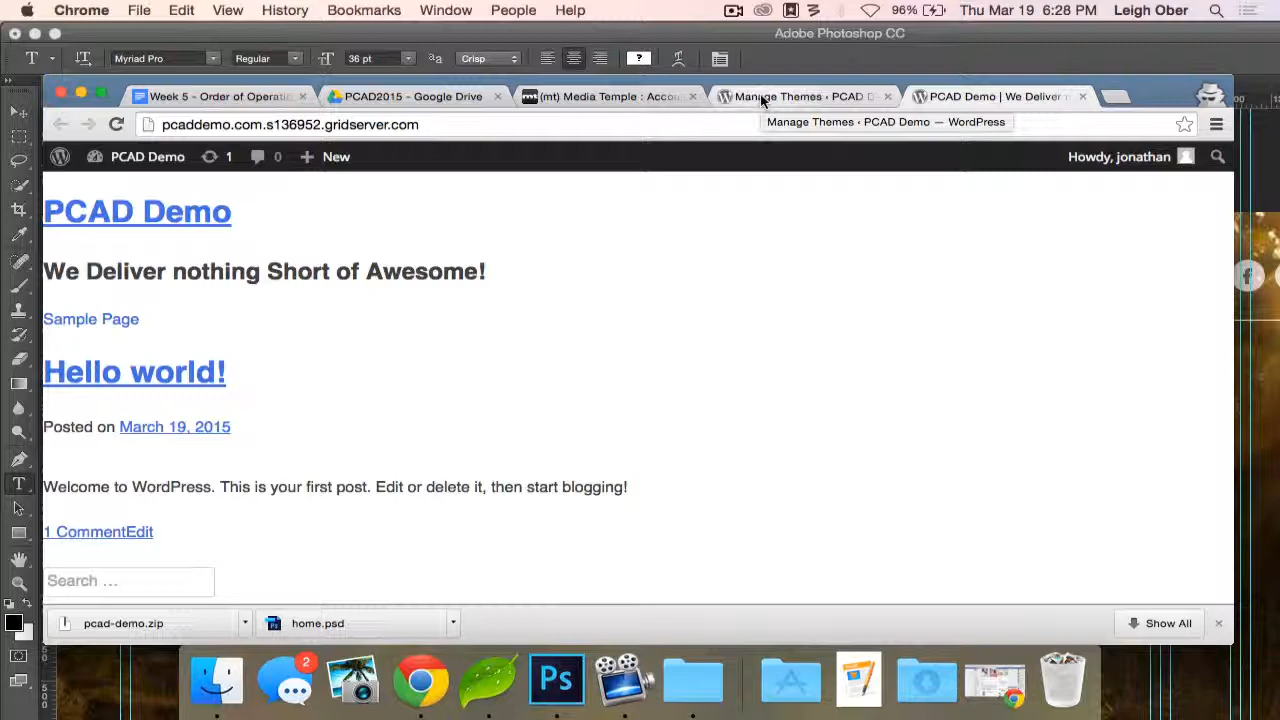 Chrome File Edit View History Bookmarks Window People Help 96% Thu Mar 19 6:28 PM Leigh Ober
Adobe Photoshop CC
T Myriad Pro Regular 36 pt aa Crisp ?
Week 5 - Order of Operati PCAD2015 - Google Drive (mt) Media Temple : Accou Manage Themes ‹ PCAD D PCAD Demo | We Deliver n
pcaddemo.com.s136952.gridserver.com
Manage Themes ‹ PCAD Demo — WordPress
PCAD Demo 1 0 + New Howdy, jonathan
PCAD Demo
We Deliver nothing Short of Awesome!
Sample Page
Hello world!
Posted on March 19, 2015
Welcome to WordPress. This is your first post. Edit or delete it, then start blogging!
1 CommentEdit
Search …
pcad-demo.zip home.psd Show All
2
Ps